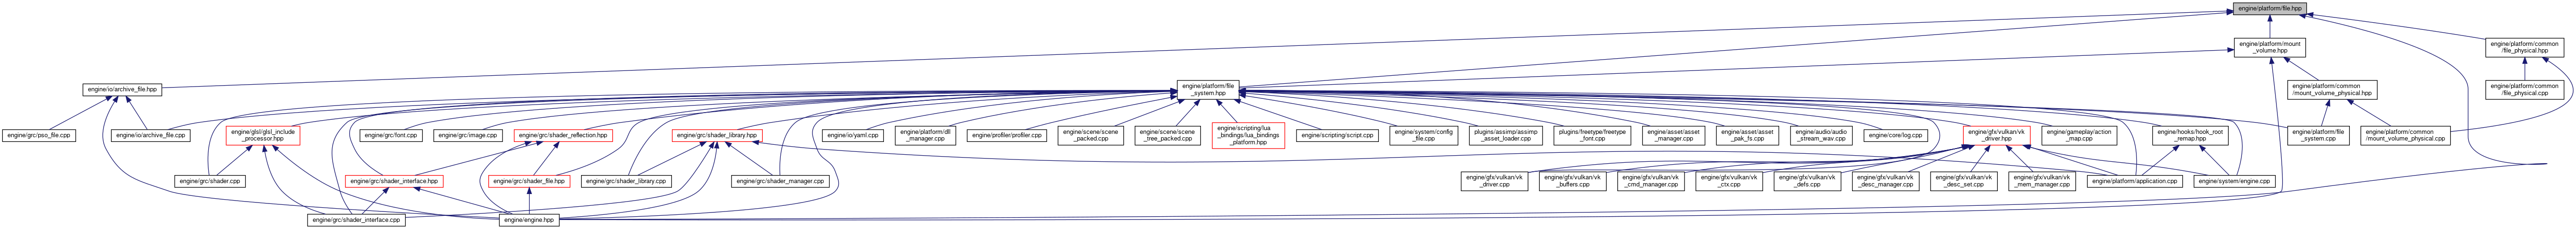 engine/platform/file.hpp
engine/platform/mount
_volume.hpp
engine/platform/common
/file_physical.hpp
engine/io/archive_file.hpp
engine/platform/file
_system.hpp
engine/platform/common
/mount_volume_physical.hpp
engine/platform/common
/file_physical.cpp
engine/grc/pso_file.cpp
engine/io/archive_file.cpp
engine/glsl/glsl_include
_processor.hpp
engine/grc/font.cpp
engine/grc/image.cpp
engine/grc/shader_reflection.hpp
engine/grc/shader_library.hpp
engine/io/yaml.cpp
engine/platform/dll
_manager.cpp
engine/profiler/profiler.cpp
engine/scene/scene
_packed.cpp
engine/scene/scene
_tree_packed.cpp
engine/scripting/lua
_bindings/lua_bindings
_platform.hpp
engine/scripting/script.cpp
engine/system/config
_file.cpp
plugins/assimp/assimp
_asset_loader.cpp
plugins/freetype/freetype
_font.cpp
engine/asset/asset
_manager.cpp
engine/asset/asset
_pak_fs.cpp
engine/audio/audio
_stream_wav.cpp
engine/core/log.cpp
engine/gfx/vulkan/vk
_driver.hpp
engine/gameplay/action
_map.cpp
engine/hooks/hook_root
_remap.hpp
engine/platform/file
_system.cpp
engine/platform/common
/mount_volume_physical.cpp
engine/grc/shader.cpp
engine/grc/shader_interface.hpp
engine/grc/shader_file.hpp
engine/grc/shader_library.cpp
engine/grc/shader_manager.cpp
engine/gfx/vulkan/vk
_driver.cpp
engine/gfx/vulkan/vk
_buffers.cpp
engine/gfx/vulkan/vk
_cmd_manager.cpp
engine/gfx/vulkan/vk
_ctx.cpp
engine/gfx/vulkan/vk
_defs.cpp
engine/gfx/vulkan/vk
_desc_manager.cpp
engine/gfx/vulkan/vk
_desc_set.cpp
engine/gfx/vulkan/vk
_mem_manager.cpp
engine/platform/application.cpp
engine/system/engine.cpp
engine/grc/shader_interface.cpp
engine/engine.hpp